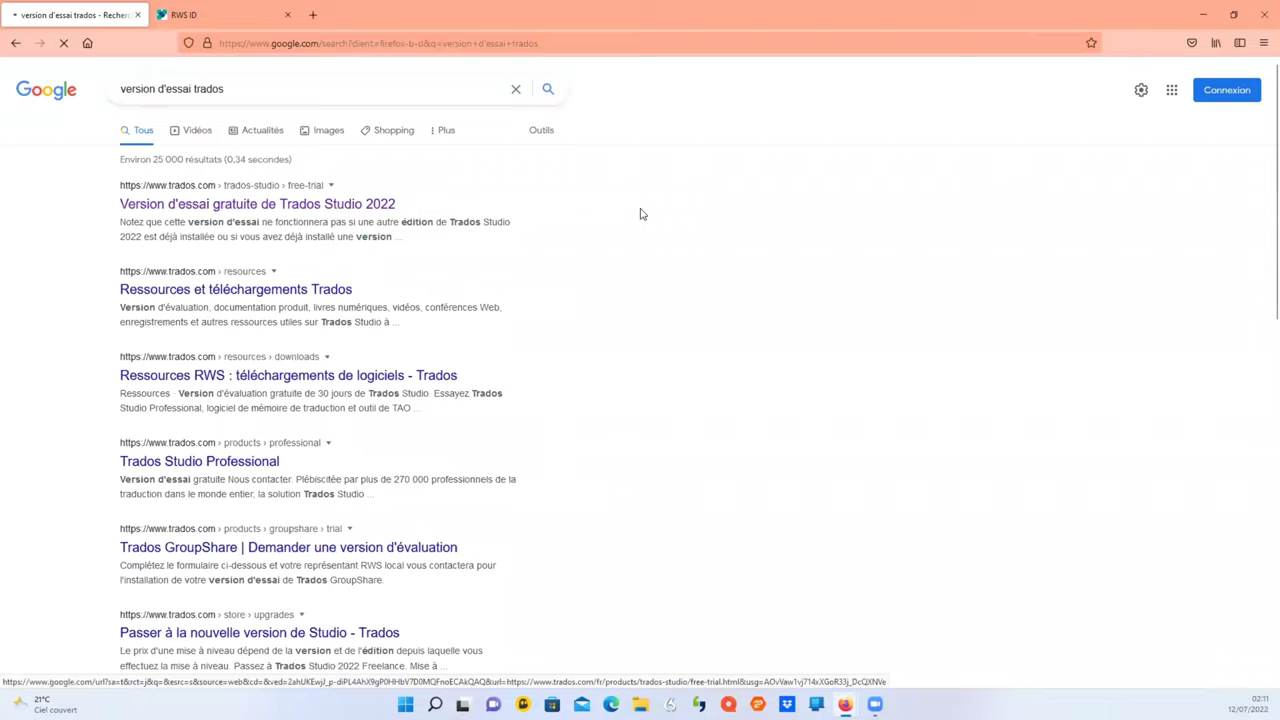 version d'essai trados - Recher
RWS ID
https://www.google.com/search?client=firefox-b-d&q=version+d'essai+trados
Google
version d'essai trados
Connexion
Tous
Vidéos
Actualités
Images
Shopping
Plus
Outils
Environ 25 000 résultats (0,34 secondes)
https://www.trados.com › trados-studio › free-trial
Version d'essai gratuite de Trados Studio 2022
Notez que cette version d'essai ne fonctionnera pas si une autre édition de Trados Studio
2022 est déjà installée ou si vous avez déjà installé une version ...
https://www.trados.com › resources
Ressources et téléchargements Trados
Version d'évaluation, documentation produit, livres numériques, vidéos, conférences Web,
enregistrements et autres ressources utiles sur Trados Studio à ...
https://www.trados.com › resources › downloads
Ressources RWS : téléchargements de logiciels - Trados
Ressources · Version d'évaluation gratuite de 30 jours de Trados Studio. Essayez Trados
Studio Professional, logiciel de mémoire de traduction et outil de TAO ...
https://www.trados.com › products › professional
Trados Studio Professional
Version d'essai gratuite Nous contacter. Plébiscitée par plus de 270 000 professionnels de la
traduction dans le monde entier, la solution Trados Studio ...
https://www.trados.com › products › groupshare › trial
Trados GroupShare | Demander une version d'évaluation
Complétez le formulaire ci-dessous et votre représentant RWS local vous contactera pour
l'installation de votre version d'essai de Trados GroupShare.
https://www.trados.com › store › upgrades
Passer à la nouvelle version de Studio - Trados
Le prix d'une mise à niveau dépend de la version et de l'édition depuis laquelle vous
effectuez la mise à niveau. Passez à Trados Studio 2022 Freelance. Mise à ...
21°C
Ciel couvert
02:11
12/07/2022